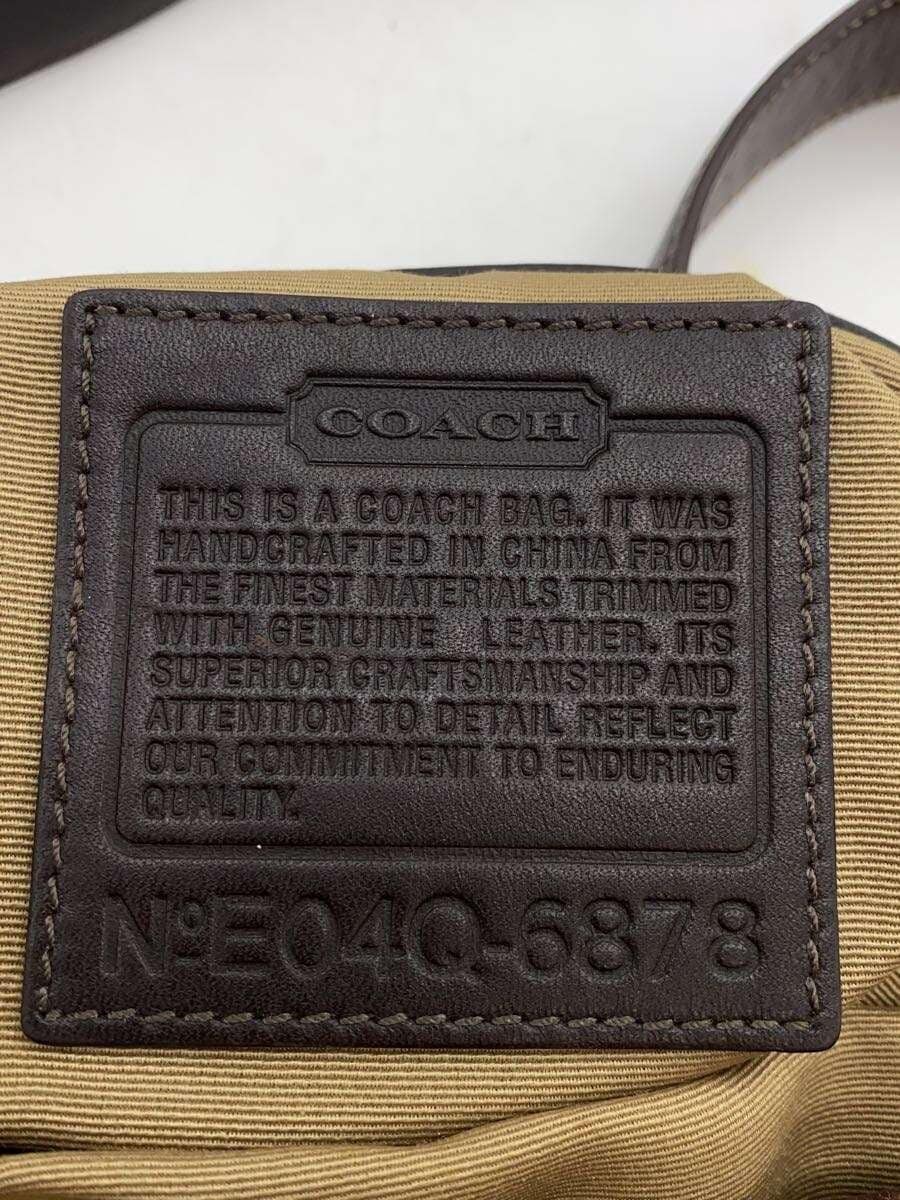 COACH
THIS IS A COACH BAG. IT WAS
HANDCRAFTED IN CHINA FROM
THE FINEST MATERIALS TRIMMED
WITH GENUINE LEATHER. ITS
SUPERIOR CRAFTSMANSHIP AND
ATTENTION TO DETAIL REFLECT
OUR COMMITMENT TO ENDURING
QUALITY.
NºE04Q-6878